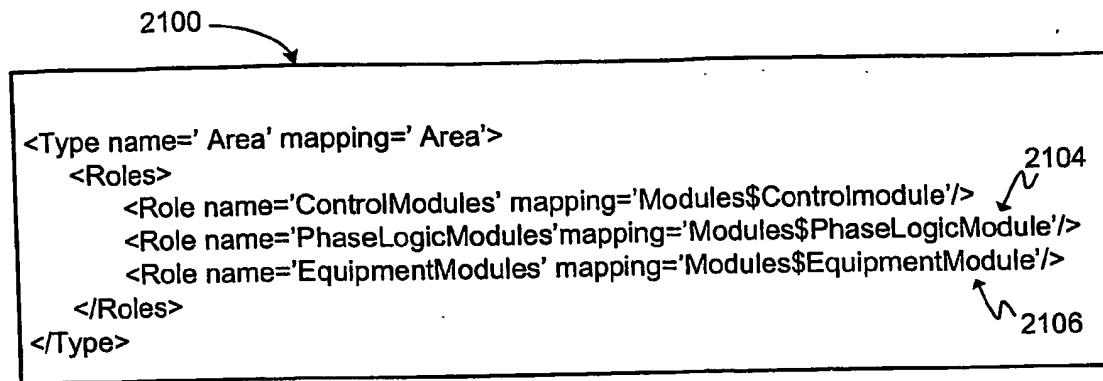 2100
<Type name=' Area' mapping=' Area'>
<Roles>
<Role name='ControlModules' mapping='Modules$Controlmodule'/>
2104
<Role name='PhaseLogicModules'mapping='Modules$PhaseLogicModule'/>
<Role name='EquipmentModules' mapping='Modules$EquipmentModule'/>
</Roles>
2106
</Type>